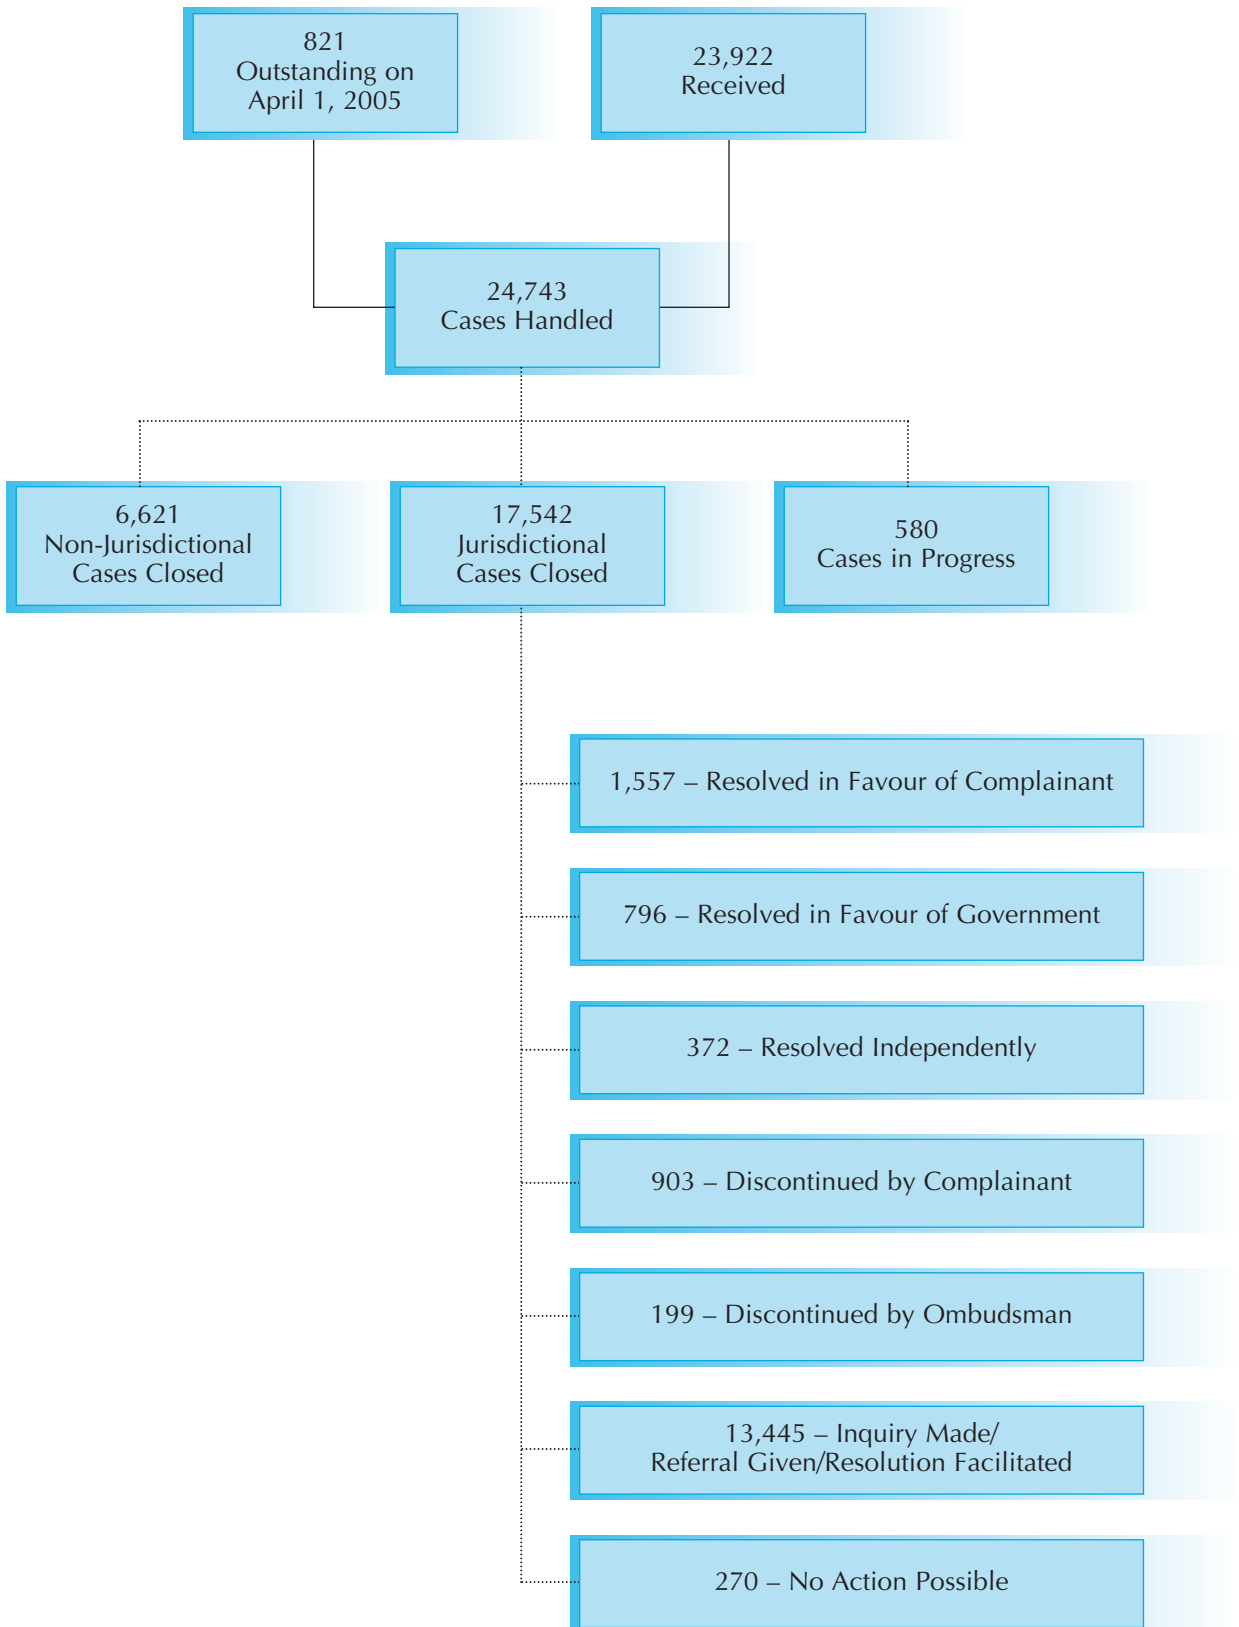 821
Outstanding on
April 1, 2005
23,922
Received
24,743
Cases Handled
6,621
Non-Jurisdictional
Cases Closed
17,542
Jurisdictional
Cases Closed
580
Cases in Progress
1,557 – Resolved in Favour of Complainant
796 – Resolved in Favour of Government
372 – Resolved Independently
903 – Discontinued by Complainant
199 – Discontinued by Ombudsman
13,445 – Inquiry Made/
Referral Given/Resolution Facilitated
270 – No Action Possible